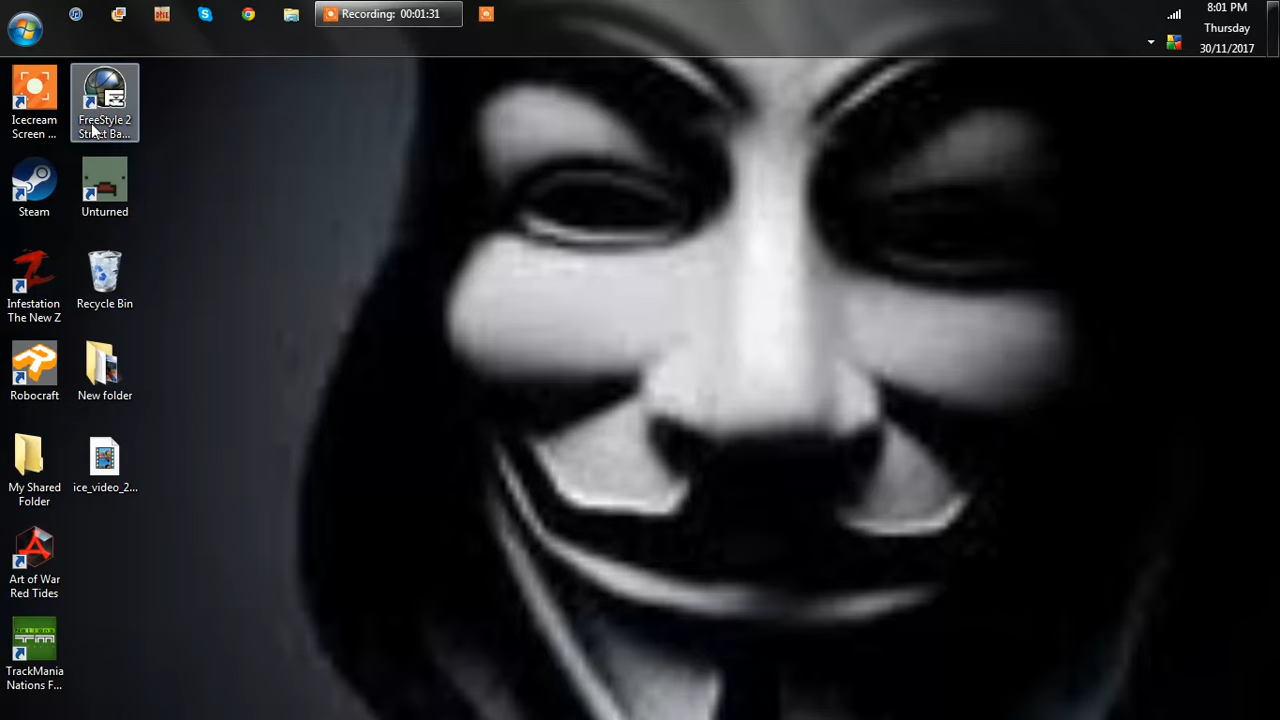 Recording: 00:01:31
8:01 PM
Thursday
30/11/2017
Icecream
Screen ...
FreeStyle 2
Street Ba...
Steam
Unturned
Infestation
The New Z
Recycle Bin
Robocraft
New folder
My Shared
Folder
ice_video_2...
Art of War
Red Tides
TrackMania
Nations F...